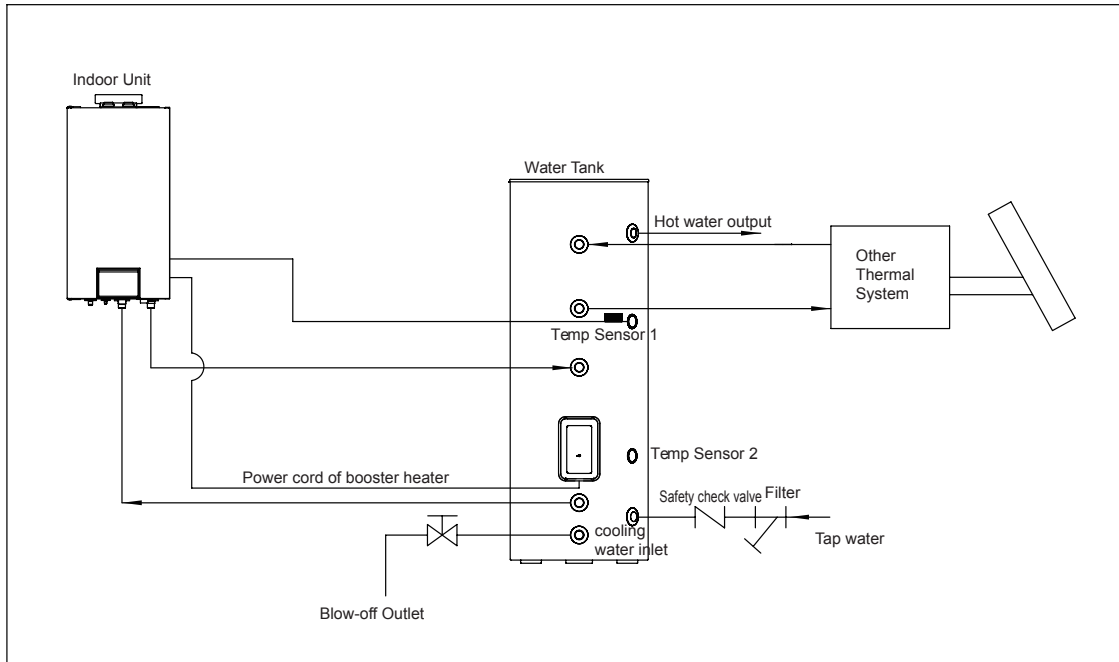 Indoor Unit
Water Tank
Hot water output
Other
Thermal
System
Temp Sensor 1
Temp Sensor 2
Power cord of booster heater
Safety check valve
Filter
Tap water
cooling
water inlet
Blow-off Outlet